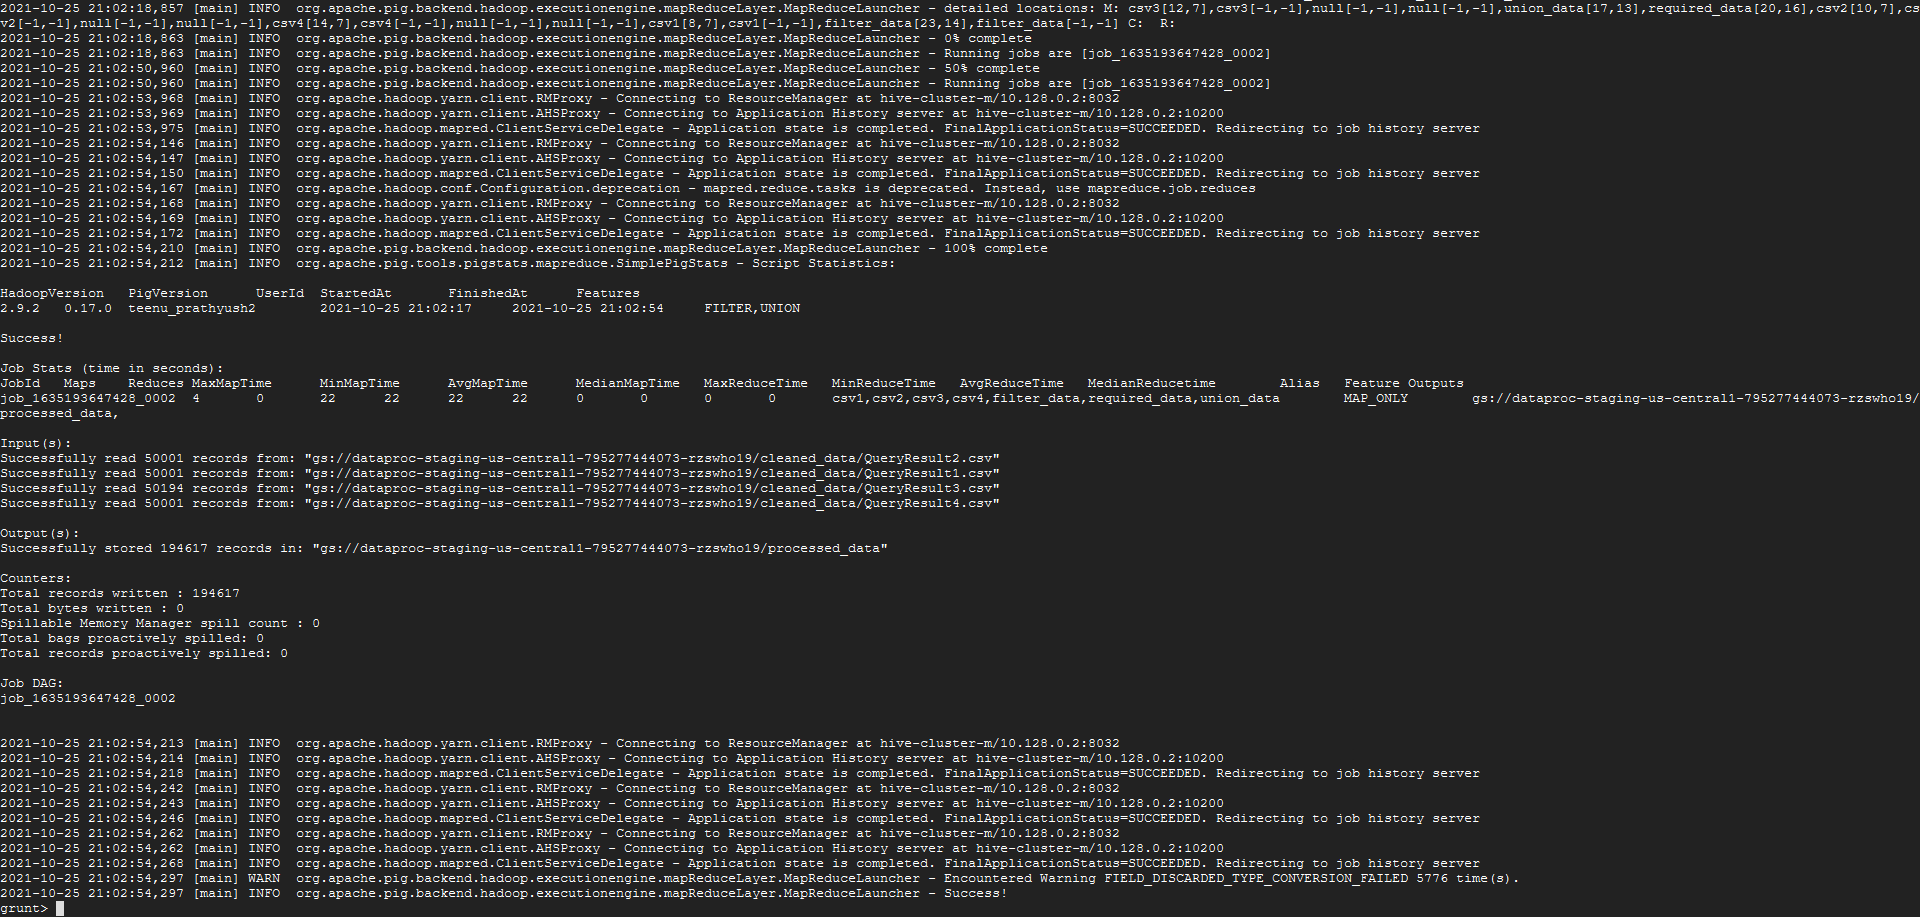 2021-10-25 21:02:18,857 [main] INFO  org.apache.pig.backend.hadoop.executionengine.mapReduceLayer.MapReduceLauncher - detailed locations: M: csv3[12,7],csv3[-1,-1],null[-1,-1],null[-1,-1],union_data[17,13],required_data[20,16],csv2[10,7],cs
v2[-1,-1],null[-1,-1],null[-1,-1],csv4[14,7],csv4[-1,-1],null[-1,-1],null[-1,-1],csv1[8,7],csv1[-1,-1],filter_data[23,14],filter_data[-1,-1] C:  R:
2021-10-25 21:02:18,863 [main] INFO  org.apache.pig.backend.hadoop.executionengine.mapReduceLayer.MapReduceLauncher - 0% complete
2021-10-25 21:02:18,863 [main] INFO  org.apache.pig.backend.hadoop.executionengine.mapReduceLayer.MapReduceLauncher - Running jobs are [job_1635193647428_0002]
2021-10-25 21:02:50,960 [main] INFO  org.apache.pig.backend.hadoop.executionengine.mapReduceLayer.MapReduceLauncher - 50% complete
2021-10-25 21:02:50,960 [main] INFO  org.apache.pig.backend.hadoop.executionengine.mapReduceLayer.MapReduceLauncher - Running jobs are [job_1635193647428_0002]
2021-10-25 21:02:53,968 [main] INFO  org.apache.hadoop.yarn.client.RMProxy - Connecting to ResourceManager at hive-cluster-m/10.128.0.2:8032
2021-10-25 21:02:53,969 [main] INFO  org.apache.hadoop.yarn.client.AHSProxy - Connecting to Application History server at hive-cluster-m/10.128.0.2:10200
2021-10-25 21:02:53,975 [main] INFO  org.apache.hadoop.mapred.ClientServiceDelegate - Application state is completed. FinalApplicationStatus=SUCCEEDED. Redirecting to job history server
2021-10-25 21:02:54,146 [main] INFO  org.apache.hadoop.yarn.client.RMProxy - Connecting to ResourceManager at hive-cluster-m/10.128.0.2:8032
2021-10-25 21:02:54,147 [main] INFO  org.apache.hadoop.yarn.client.AHSProxy - Connecting to Application History server at hive-cluster-m/10.128.0.2:10200
2021-10-25 21:02:54,150 [main] INFO  org.apache.hadoop.mapred.ClientServiceDelegate - Application state is completed. FinalApplicationStatus=SUCCEEDED. Redirecting to job history server
2021-10-25 21:02:54,167 [main] INFO  org.apache.hadoop.conf.Configuration.deprecation - mapred.reduce.tasks is deprecated. Instead, use mapreduce.job.reduces
2021-10-25 21:02:54,168 [main] INFO  org.apache.hadoop.yarn.client.RMProxy - Connecting to ResourceManager at hive-cluster-m/10.128.0.2:8032
2021-10-25 21:02:54,169 [main] INFO  org.apache.hadoop.yarn.client.AHSProxy - Connecting to Application History server at hive-cluster-m/10.128.0.2:10200
2021-10-25 21:02:54,172 [main] INFO  org.apache.hadoop.mapred.ClientServiceDelegate - Application state is completed. FinalApplicationStatus=SUCCEEDED. Redirecting to job history server
2021-10-25 21:02:54,210 [main] INFO  org.apache.pig.backend.hadoop.executionengine.mapReduceLayer.MapReduceLauncher - 100% complete
2021-10-25 21:02:54,212 [main] INFO  org.apache.pig.tools.pigstats.mapreduce.SimplePigStats - Script Statistics:
HadoopVersion   PigVersion      UserId  StartedAt       FinishedAt      Features
2.9.2   0.17.0  teenu_prathyush2        2021-10-25 21:02:17     2021-10-25 21:02:54     FILTER,UNION
Success!
Job Stats (time in seconds):
JobId   Maps    Reduces MaxMapTime      MinMapTime      AvgMapTime      MedianMapTime   MaxReduceTime   MinReduceTime   AvgReduceTime   MedianReducetime        Alias   Feature Outputs
job_1635193647428_0002  4       0       22      22      22      22      0       0       0       0       csv1,csv2,csv3,csv4,filter_data,required_data,union_data        MAP_ONLY        gs://dataproc-staging-us-central1-795277444073-rzswho19/
processed_data,
Input(s):
Successfully read 50001 records from: "gs://dataproc-staging-us-central1-795277444073-rzswho19/cleaned_data/QueryResult2.csv"
Successfully read 50001 records from: "gs://dataproc-staging-us-central1-795277444073-rzswho19/cleaned_data/QueryResult1.csv"
Successfully read 50194 records from: "gs://dataproc-staging-us-central1-795277444073-rzswho19/cleaned_data/QueryResult3.csv"
Successfully read 50001 records from: "gs://dataproc-staging-us-central1-795277444073-rzswho19/cleaned_data/QueryResult4.csv"
Output(s):
Successfully stored 194617 records in: "gs://dataproc-staging-us-central1-795277444073-rzswho19/processed_data"
Counters:
Total records written : 194617
Total bytes written : 0
Spillable Memory Manager spill count : 0
Total bags proactively spilled: 0
Total records proactively spilled: 0
Job DAG:
job_1635193647428_0002
2021-10-25 21:02:54,213 [main] INFO  org.apache.hadoop.yarn.client.RMProxy - Connecting to ResourceManager at hive-cluster-m/10.128.0.2:8032
2021-10-25 21:02:54,214 [main] INFO  org.apache.hadoop.yarn.client.AHSProxy - Connecting to Application History server at hive-cluster-m/10.128.0.2:10200
2021-10-25 21:02:54,218 [main] INFO  org.apache.hadoop.mapred.ClientServiceDelegate - Application state is completed. FinalApplicationStatus=SUCCEEDED. Redirecting to job history server
2021-10-25 21:02:54,242 [main] INFO  org.apache.hadoop.yarn.client.RMProxy - Connecting to ResourceManager at hive-cluster-m/10.128.0.2:8032
2021-10-25 21:02:54,243 [main] INFO  org.apache.hadoop.yarn.client.AHSProxy - Connecting to Application History server at hive-cluster-m/10.128.0.2:10200
2021-10-25 21:02:54,246 [main] INFO  org.apache.hadoop.mapred.ClientServiceDelegate - Application state is completed. FinalApplicationStatus=SUCCEEDED. Redirecting to job history server
2021-10-25 21:02:54,262 [main] INFO  org.apache.hadoop.yarn.client.RMProxy - Connecting to ResourceManager at hive-cluster-m/10.128.0.2:8032
2021-10-25 21:02:54,262 [main] INFO  org.apache.hadoop.yarn.client.AHSProxy - Connecting to Application History server at hive-cluster-m/10.128.0.2:10200
2021-10-25 21:02:54,268 [main] INFO  org.apache.hadoop.mapred.ClientServiceDelegate - Application state is completed. FinalApplicationStatus=SUCCEEDED. Redirecting to job history server
2021-10-25 21:02:54,297 [main] WARN  org.apache.pig.backend.hadoop.executionengine.mapReduceLayer.MapReduceLauncher - Encountered Warning FIELD_DISCARDED_TYPE_CONVERSION_FAILED 5776 time(s).
2021-10-25 21:02:54,297 [main] INFO  org.apache.pig.backend.hadoop.executionengine.mapReduceLayer.MapReduceLauncher - Success!
grunt>